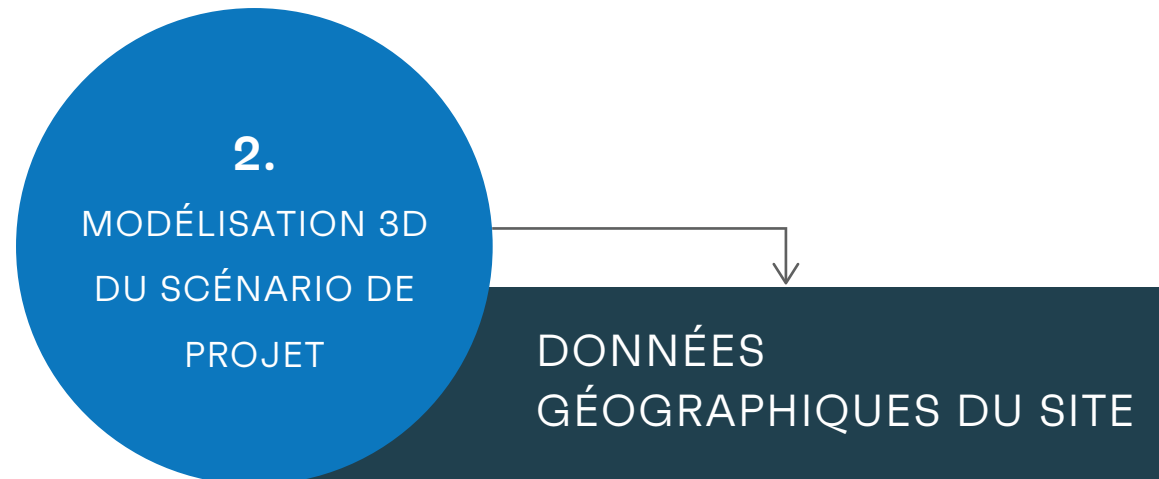 2.
MODÉLISATION 3D
DU SCÉNARIO DE
PROJET
DONNÉES
GÉOGRAPHIQUES DU SITE